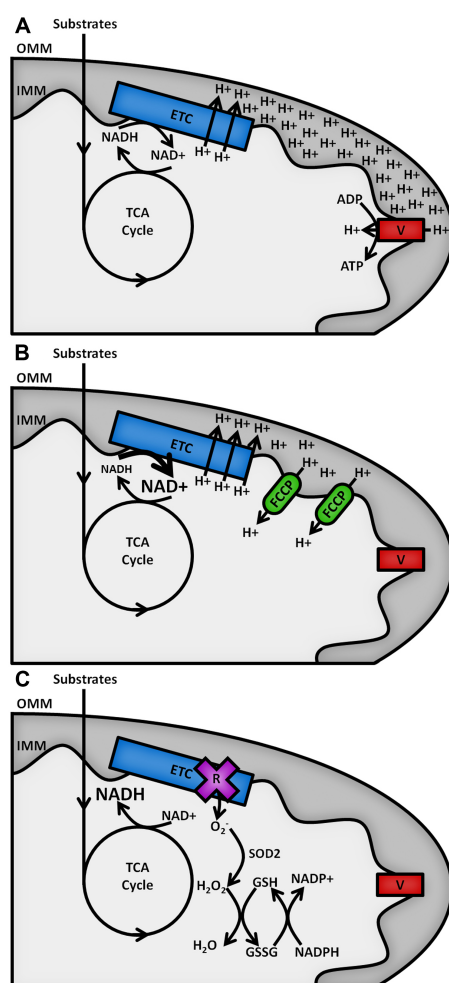 A
Substrates
OMM
IMM
ETC
H+ H+ H+
H+ H+ H+ H+
H+ H+ H+ H+
H+ H+ H+ H+
H+ H+ H+
H+ H+ H+
H+ H+
H+ H+
NADH
NAD+
H+
H+
TCA
Cycle
ADP
H+
V
H+
ATP
B
Substrates
OMM
IMM
ETC
H+ H+
H+ H+ H+
H+ H+
H+ H+
NADH
NAD+
H+ H+ H+
FCCP
FCCP
H+
H+
TCA
Cycle
V
C
Substrates
OMM
IMM
ETC
R
NADH
NAD+
O₂⁻
TCA
Cycle
SOD2
H₂O₂
GSH
NADP+
H₂O
GSSG
NADPH
V